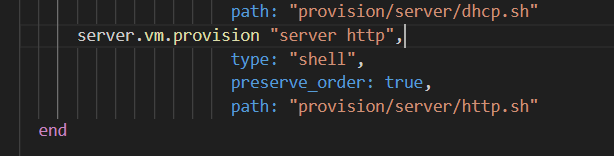 path: "provision/server/dhcp.sh"
server.vm.provision "server http",
type: "shell",
preserve_order: true,
path: "provision/server/http.sh"
end